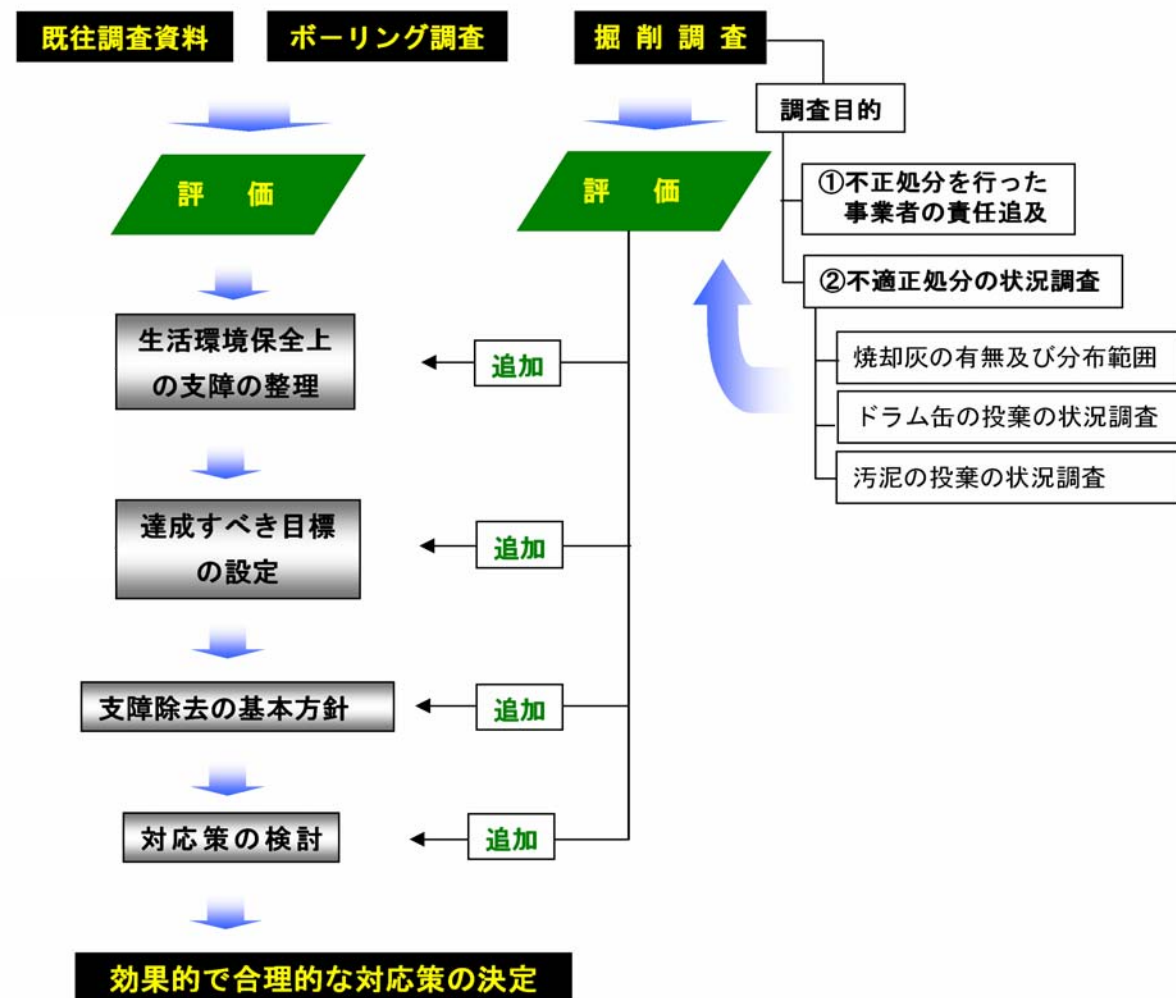 既往調査資料
ボーリング調査
掘削調査
調査目的
評価
評価
①不正処分を行った
事業者の責任追及
②不適正処分の状況調査
焼却灰の有無及び分布範囲
ドラム缶の投棄の状況調査
汚泥の投棄の状況調査
生活環境保全上
の支障の整理
追加
達成すべき目標
の設定
追加
支障除去の基本方針
追加
対応策の検討
追加
効果的で合理的な対応策の決定